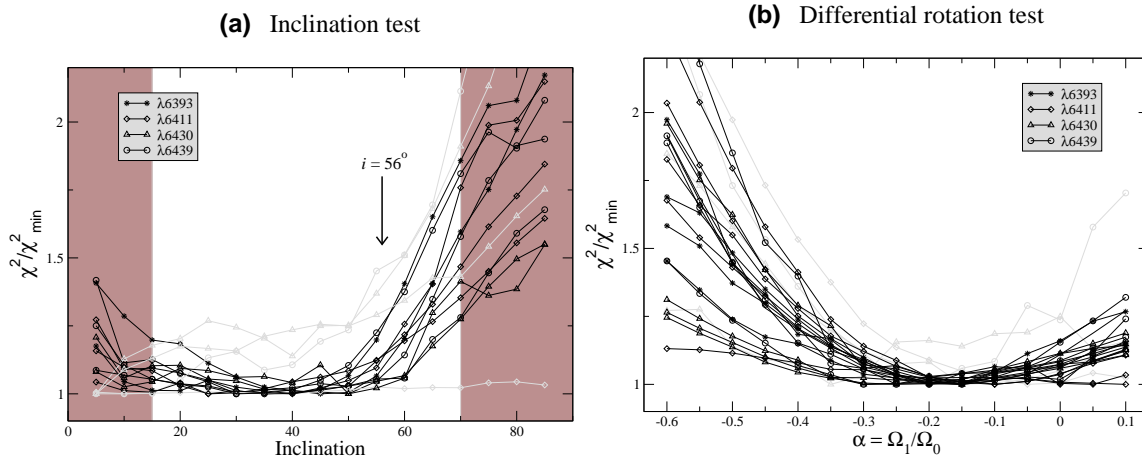 (a) Inclination test
2
1.5
1
χ²/χ²min
λ6393
λ6411
λ6430
λ6439
i = 56°
0 20 40 60 80
Inclination
(b) Differential rotation test
2
1.5
1
χ²/χ²min
λ6393
λ6411
λ6430
λ6439
-0.6 -0.5 -0.4 -0.3 -0.2 -0.1 0 0.1
α = Ω₁/Ω₀